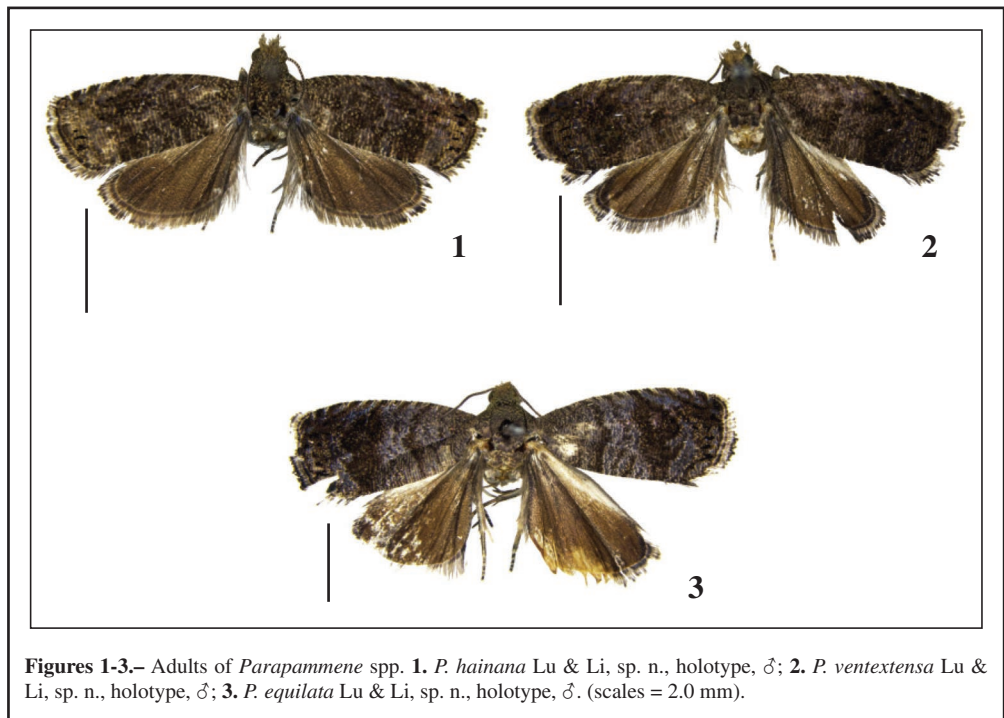 1
2
3
Figures 1-3.– Adults of Parapammene spp. 1. P. hainana Lu & Li, sp. n., holotype, ♂; 2. P. ventextensa Lu &
Li, sp. n., holotype, ♂; 3. P. equilata Lu & Li, sp. n., holotype, ♂. (scales = 2.0 mm).